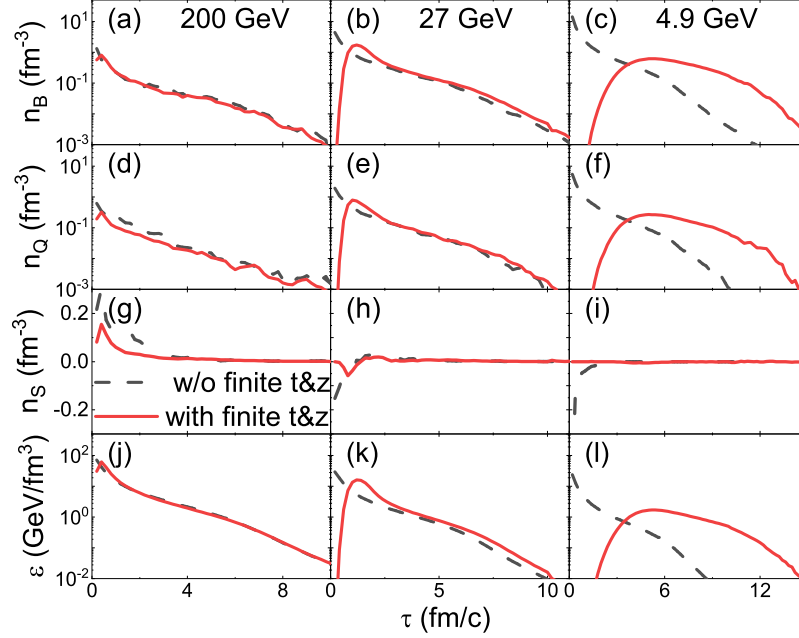 (a) 200 GeV (b) 27 GeV (c) 4.9 GeV
n_B (fm^-3)
10^1
10^-1
10^-3
(d) (e) (f)
n_Q (fm^-3)
10^1
10^-1
10^-3
(g) (h) (i)
n_S (fm^-3)
0.2
0.0
-0.2
w/o finite t&z
with finite t&z
(j) (k) (l)
ε (GeV/fm^3)
10^2
10^0
10^-2
0 4 8 0 5 10 0 6 12
τ (fm/c)